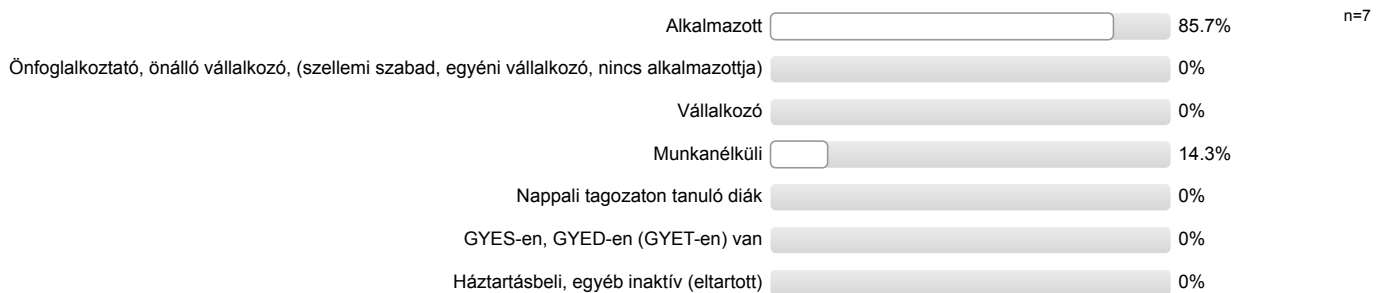 Alkalmazott 85.7% n=7
Önfoglalkoztató, önálló vállalkozó, (szellemi szabad, egyéni vállalkozó, nincs alkalmazottja) 0%
Vállalkozó 0%
Munkanélküli 14.3%
Nappali tagozaton tanuló diák 0%
GYES-en, GYED-en (GYET-en) van 0%
Háztartásbeli, egyéb inaktív (eltartott) 0%